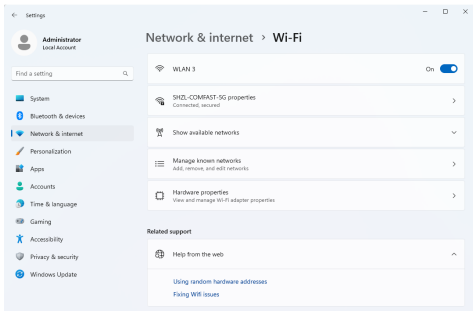 Settings
Administrator
Local Account
Find a setting
System
Bluetooth & devices
Network & internet
Personalization
Apps
Accounts
Time & language
Gaming
Accessibility
Privacy & security
Windows Update
Network & internet > Wi-Fi
WLAN 3
On
SHZL-COMFAST-5G properties
Connected, secured
Show available networks
Manage known networks
Add, remove, and edit networks
Hardware properties
View and manage Wi-Fi adapter properties
Related support
Help from the web
Using random hardware addresses
Fixing Wifi issues